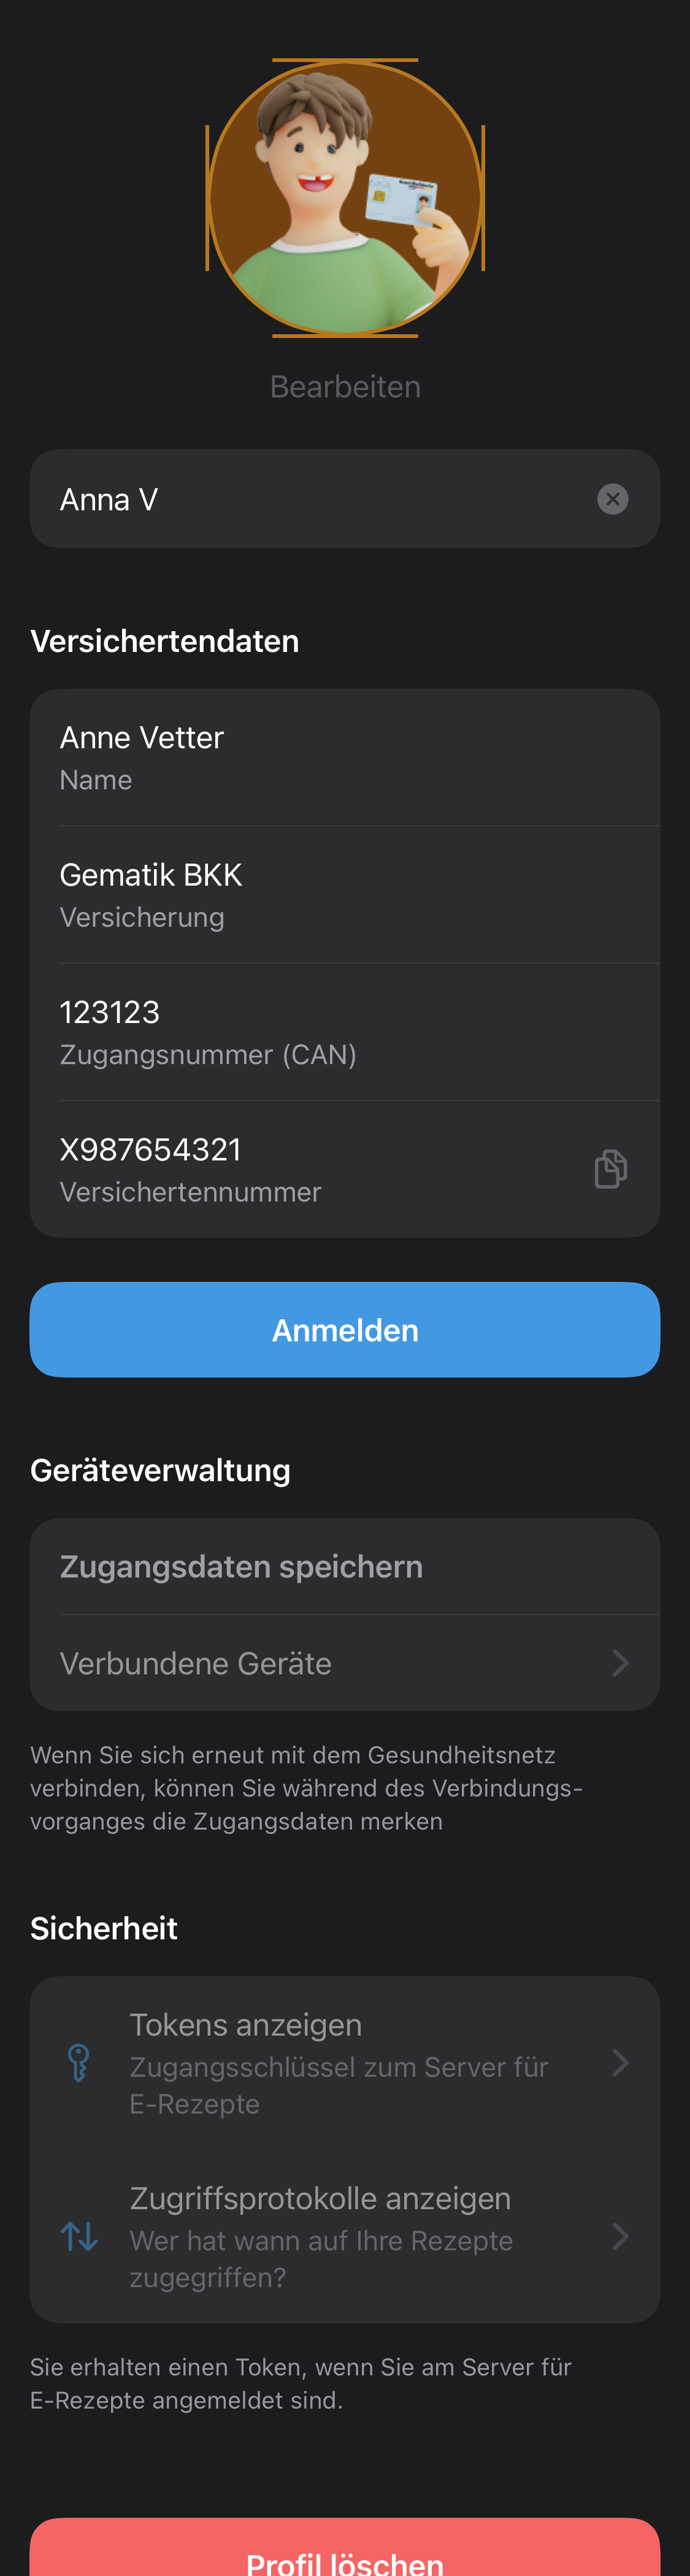 Bearbeiten
Anna V
Versichertendaten
Anne Vetter
Name
Gematik BKK
Versicherung
123123
Zugangsnummer (CAN)
X987654321
Versichertennummer
Anmelden
Geräteverwaltung
Zugangsdaten speichern
Verbundene Geräte
Wenn Sie sich erneut mit dem Gesundheitsnetz
verbinden, können Sie während des Verbindungs-
vorganges die Zugangsdaten merken
Sicherheit
Tokens anzeigen
Zugangsschlüssel zum Server für
E-Rezepte
Zugriffsprotokolle anzeigen
Wer hat wann auf Ihre Rezepte
zugegriffen?
Sie erhalten einen Token, wenn Sie am Server für
E-Rezepte angemeldet sind.
Profil löschen